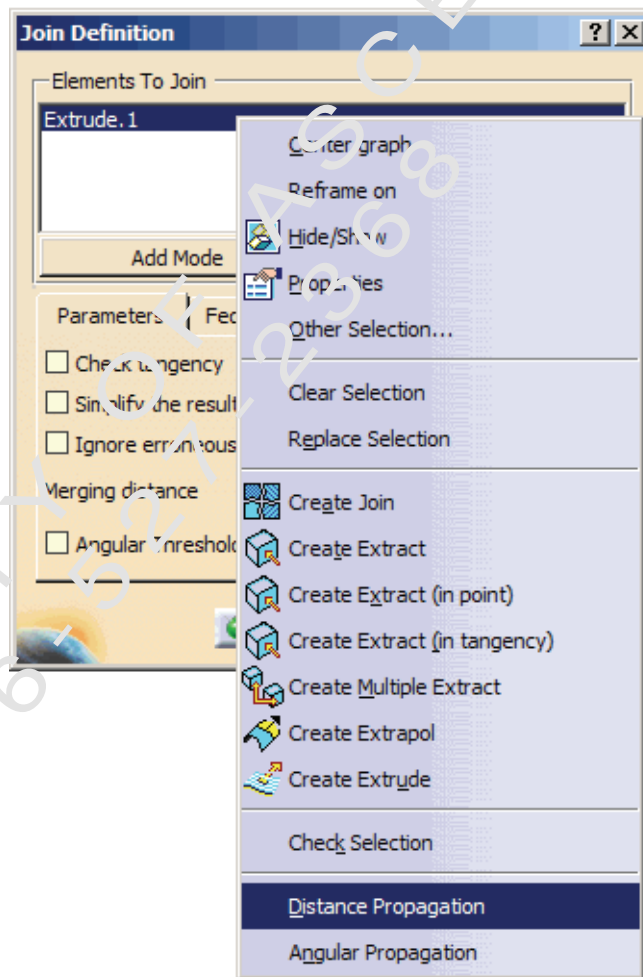 Join Definition
? X
Elements To Join
Extrude.1
Center graph
Reframe on
Add Mode
Hide/Show
Properties
Parameters Fed
Other Selection...
Check tangency
Simplify the result
Clear Selection
Ignore erroneous
Replace Selection
Merging distance
Angular Threshold
Create Join
Create Extract
Create Extract (in point)
Create Extract (in tangency)
Create Multiple Extract
Create Extrapol
Create Extrude
Check Selection
Distance Propagation
Angular Propagation